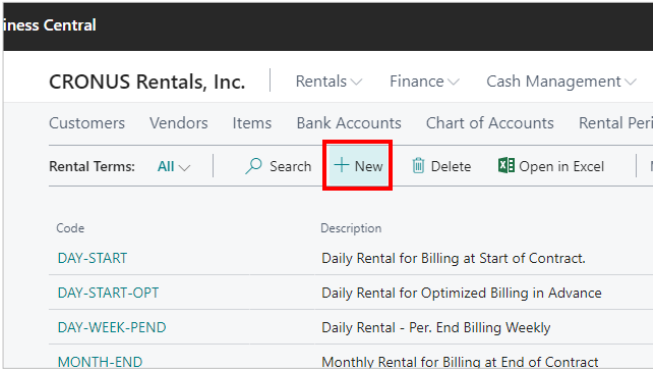 iness Central
CRONUS Rentals, Inc. Rentals Finance Cash Management
Customers Vendors Items Bank Accounts Chart of Accounts Rental Peri
Rental Terms: All Search + New Delete Open in Excel
Code Description
DAY-START Daily Rental for Billing at Start of Contract.
DAY-START-OPT Daily Rental for Optimized Billing in Advance
DAY-WEEK-PEND Daily Rental - Per. End Billing Weekly
MONTH-END Monthly Rental for Billing at End of Contract